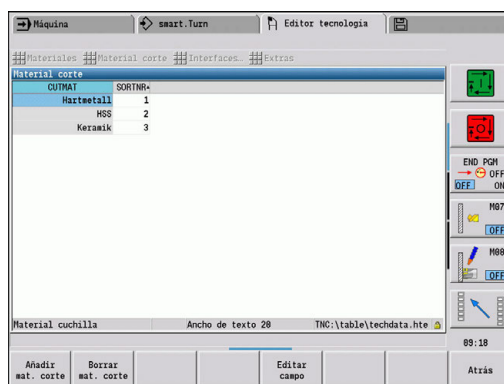 Máquina smart.Turn Editor tecnología
Materiales Material corte Interfaces… Extras
Material corte
CUTMAT SORTNR
Hartmetall 1
HSS 2
Keramik 3
END PGM
OFF
OFF ON
M07
OFF
M08
OFF
Material cuchilla Ancho de texto 20 TNC:\table\techdata.hte
09:18
Añadir mat. corte
Borrar mat. corte
Editar campo
Atrás